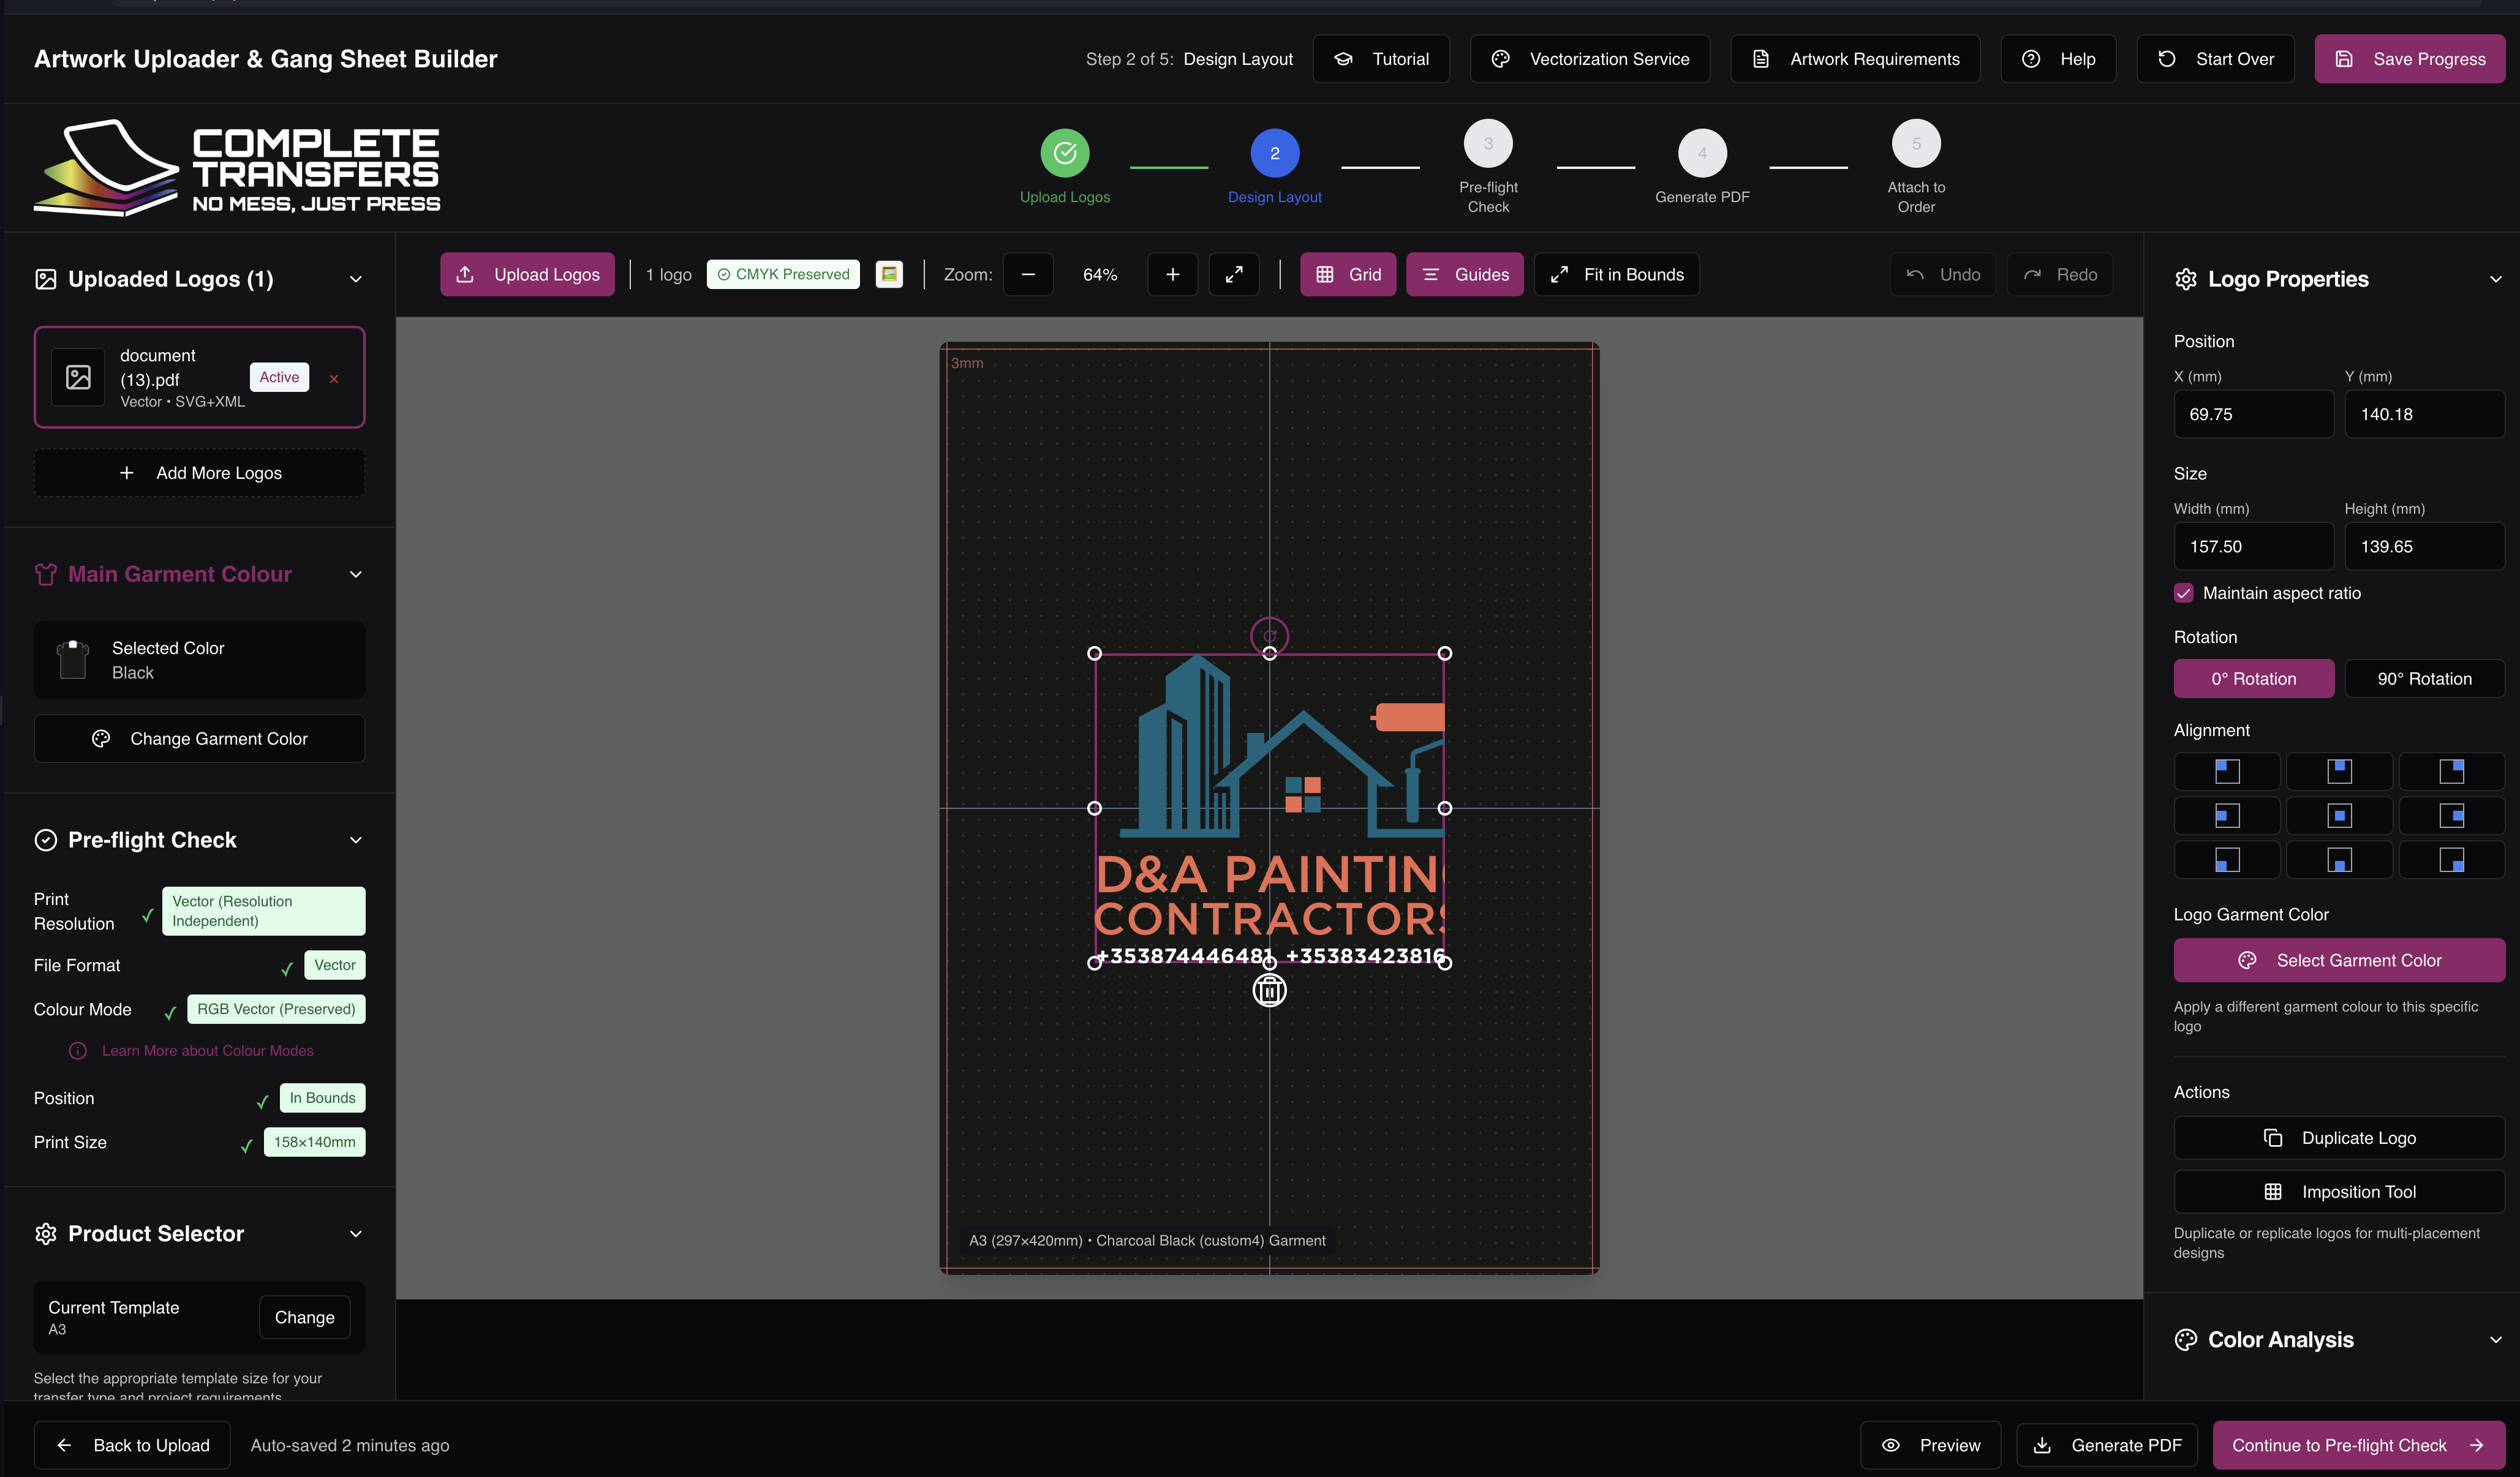 Artwork Uploader & Gang Sheet Builder
Step 2 of 5: Design Layout
Tutorial
Vectorization Service
Artwork Requirements
Help
Start Over
Save Progress
COMPLETE
TRANSFERS
NO MESS, JUST PRESS
Upload Logos
2
Design Layout
3
Pre-flight
Check
4
Generate PDF
5
Attach to
Order
Uploaded Logos (1)
document
(13).pdf
Vector • SVG+XML
Active
Add More Logos
Main Garment Colour
Selected Color
Black
Change Garment Color
Pre-flight Check
Print
Resolution
Vector (Resolution
Independent)
File Format
Vector
Colour Mode
RGB Vector (Preserved)
Learn More about Colour Modes
Position
In Bounds
Print Size
158×140mm
Product Selector
Current Template
A3
Change
Select the appropriate template size for your
transfer type and project requirements
Upload Logos
1 logo
CMYK Preserved
Zoom:
64%
Grid
Guides
Fit in Bounds
Undo
Redo
3mm
D&A PAINTIN
CONTRACTORS
+353874446481 +35383423816
A3 (297×420mm) • Charcoal Black (custom4) Garment
Logo Properties
Position
X (mm)
Y (mm)
69.75
140.18
Size
Width (mm)
Height (mm)
157.50
139.65
Maintain aspect ratio
Rotation
0° Rotation
90° Rotation
Alignment
Logo Garment Color
Select Garment Color
Apply a different garment colour to this specific
logo
Actions
Duplicate Logo
Imposition Tool
Duplicate or replicate logos for multi-placement
designs
Color Analysis
Back to Upload
Auto-saved 2 minutes ago
Preview
Generate PDF
Continue to Pre-flight Check